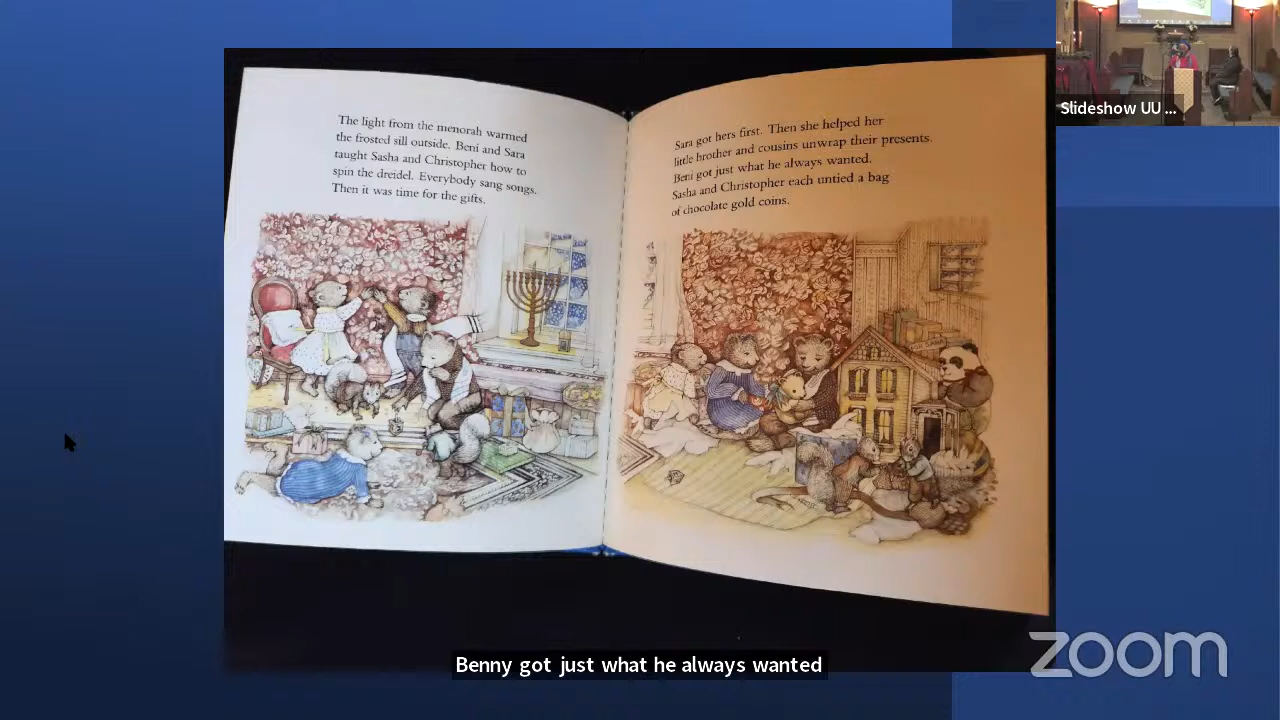 The light from the menorah warmed
the frosted sill outside. Beni and Sara
taught Sasha and Christopher how to
spin the dreidel. Everybody sang songs.
Then it was time for the gifts.
Sara got hers first. Then she helped her
little brother and cousins unwrap their presents.
Beni got just what he always wanted.
Sasha and Christopher each untied a bag
of chocolate gold coins.
Slideshow UU ...
Benny got just what he always wanted
zoom